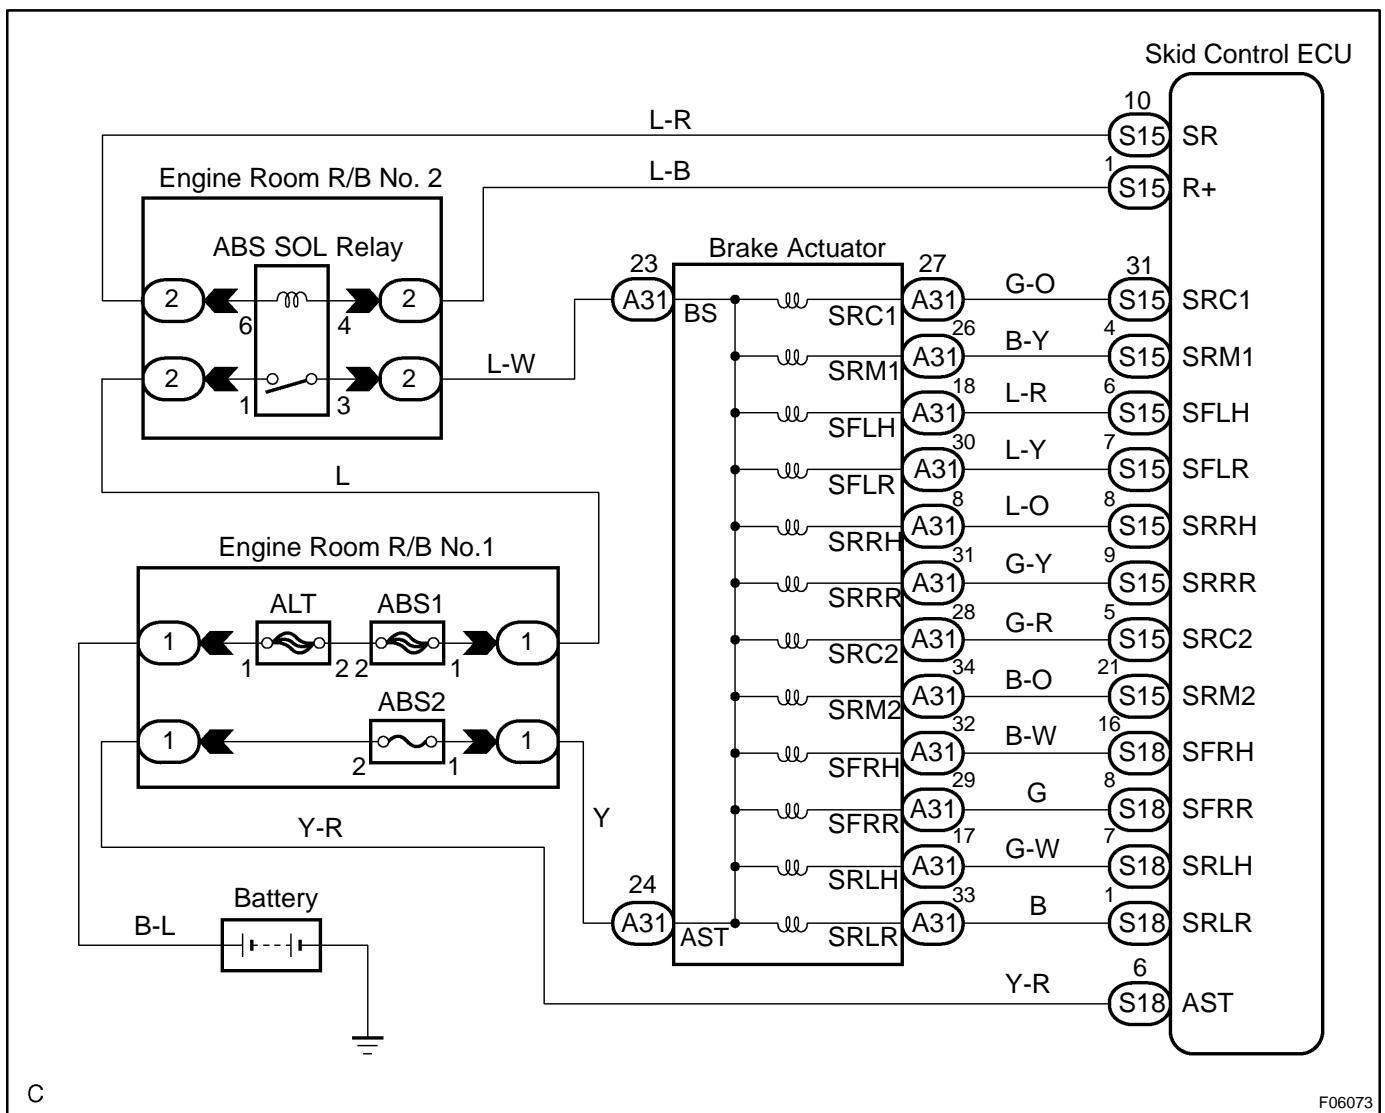 Skid Control ECU
10
L-R
S15 SR
1
L-B
S15 R+
Engine Room R/B No. 2
ABS SOL Relay
2 2
6 4
2 2
1 3
L-W
Brake Actuator
23
A31
BS
27 31
SRC1 A31 G-O S15 SRC1
26 4
SRM1 A31 B-Y S15 SRM1
18 6
SFLH A31 L-R S15 SFLH
30 7
SFLR A31 L-Y S15 SFLR
8 8
SRRH A31 L-O S15 SRRH
31 9
SRRR A31 G-Y S15 SRRR
28 5
SRC2 A31 G-R S15 SRC2
34 21
SRM2 A31 B-O S15 SRM2
32 16
SFRH A31 B-W S18 SFRH
29 8
SFRR A31 G S18 SFRR
17 7
SRLH A31 G-W S18 SRLH
33 1
SRLR A31 B S18 SRLR
24
A31
AST
6
Y-R S18 AST
L
Engine Room R/B No.1
ALT ABS1
1 1
1 2 2 1
ABS2
1 1
2 1
Y
Y-R
Battery
B-L
C
F06073